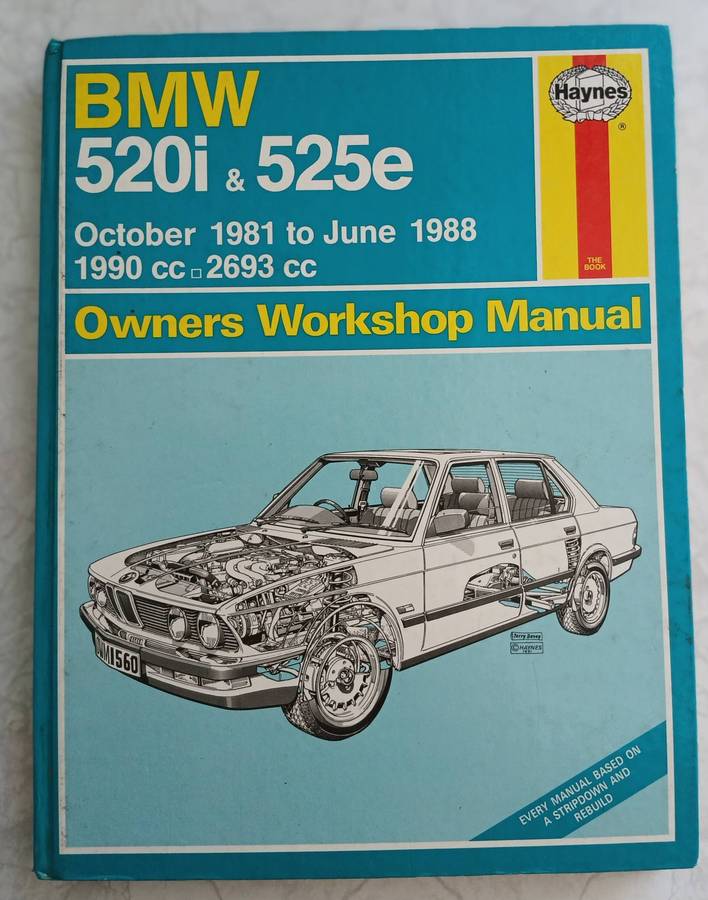 BMW
520i & 525e
October 1981 to June 1988
1990 cc □ 2693 cc
Haynes
®
THE
BOOK
Owners Workshop Manual
1560
Terry Davey
© HAYNES
EVERY MANUAL BASED ON
A STRIPDOWN AND
REBUILD